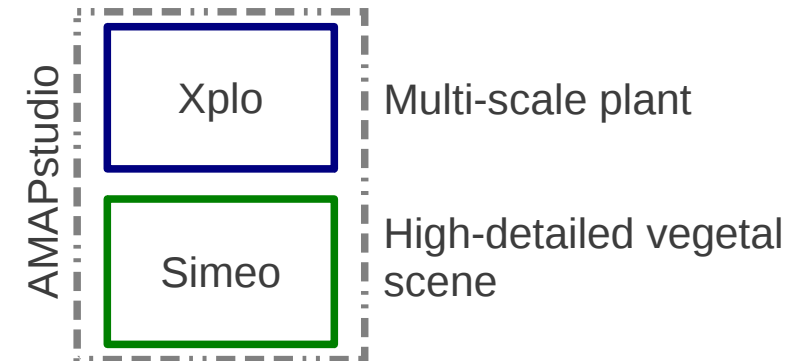 AMAPstudio
Xplo
Multi-scale plant
Simeo
High-detailed vegetal
scene